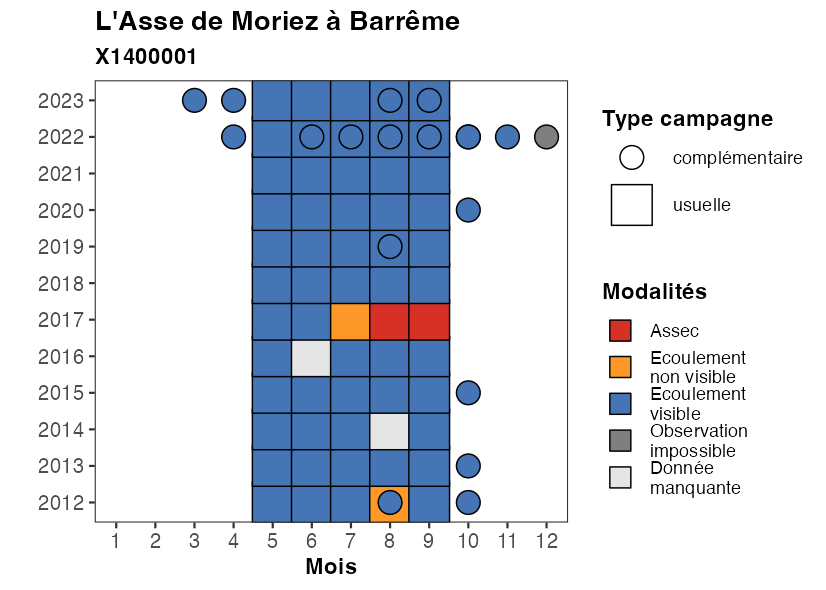 L'Asse de Moriez à Barrême
X1400001
2023
2022
2021
2020
2019
2018
2017
2016
2015
2014
2013
2012
1 2 3 4 5 6 7 8 9 10 11 12
Mois
Type campagne
complémentaire
usuelle
Modalités
Assec
Ecoulement
non visible
Ecoulement
visible
Observation
impossible
Donnée
manquante